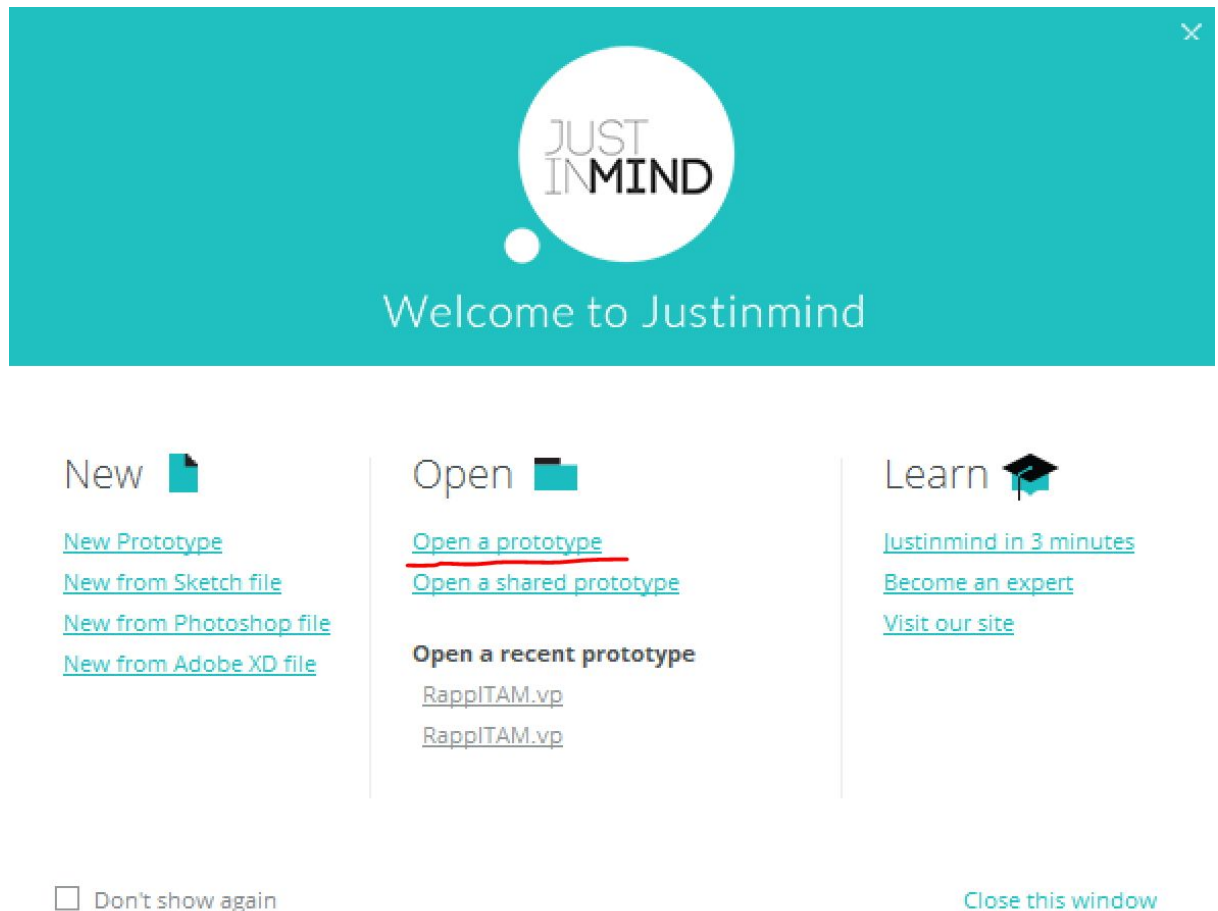 JUST
INMIND
Welcome to Justinmind
New
New Prototype
New from Sketch file
New from Photoshop file
New from Adobe XD file
Open
Open a prototype
Open a shared prototype
Open a recent prototype
RappITAM.vp
RappITAM.vp
Learn
Justinmind in 3 minutes
Become an expert
Visit our site
Don't show again
Close this window